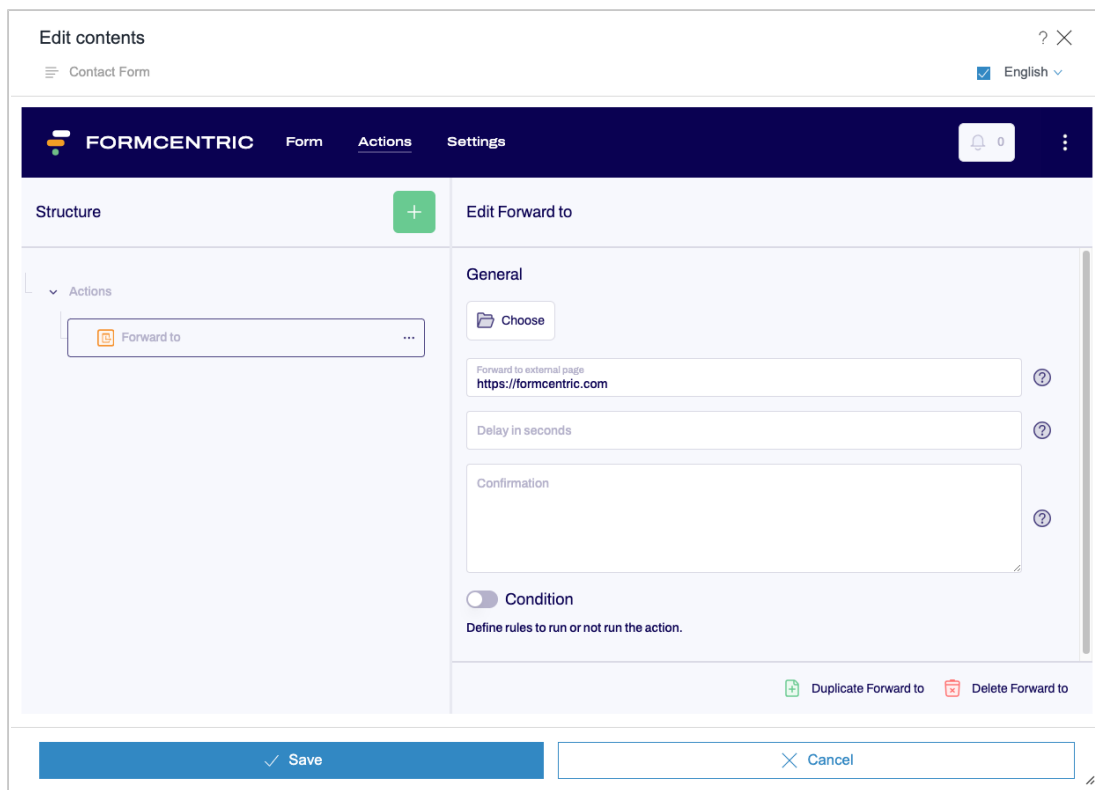 Edit contents
?
Contact Form
English
FORMCENTRIC
Form
Actions
Settings
0
Structure
+
Edit Forward to
Actions
Forward to
...
General
Choose
Forward to external page
https://formcentric.com
?
Delay in seconds
?
Confirmation
?
Condition
Define rules to run or not run the action.
Duplicate Forward to
Delete Forward to
Save
Cancel